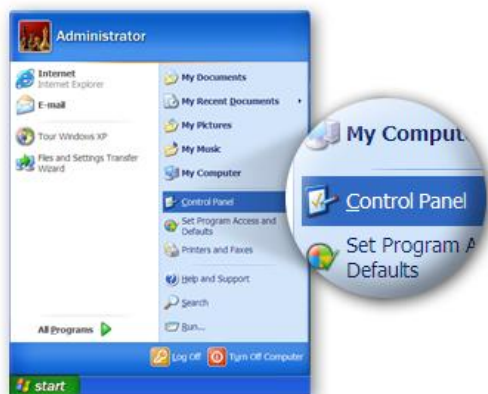 Administrator
Internet
Internet Explorer
E-mail
Tour Windows XP
Files and Settings Transfer
Wizard
All Programs
My Documents
My Recent Documents
My Pictures
My Music
My Computer
Control Panel
Set Program Access and
Defaults
Printers and Faxes
Help and Support
Search
Run...
Log Off
Turn Off Computer
start
My Comput
Control Panel
Set Program A
Defaults